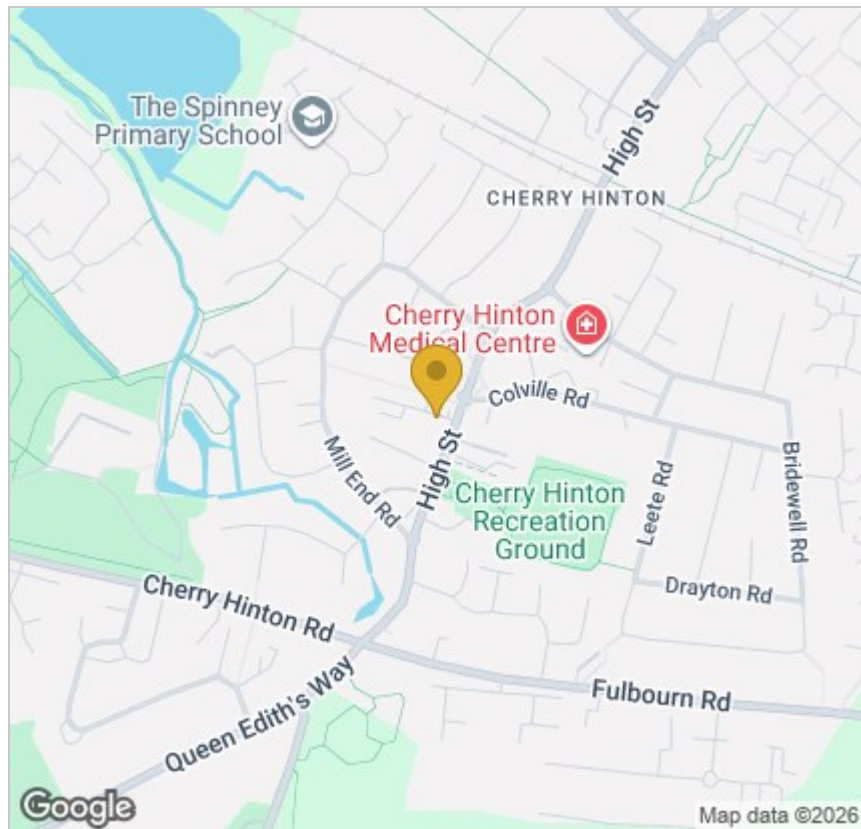 The Spinney
Primary School
High St
CHERRY HINTON
Cherry Hinton
Medical Centre
Colville Rd
High St
Mill End Rd
Cherry Hinton
Recreation
Ground
Leete Rd
Bridewell Rd
Drayton Rd
Cherry Hinton Rd
Queen Edith's Way
Fulbourn Rd
Google
Map data ©2026